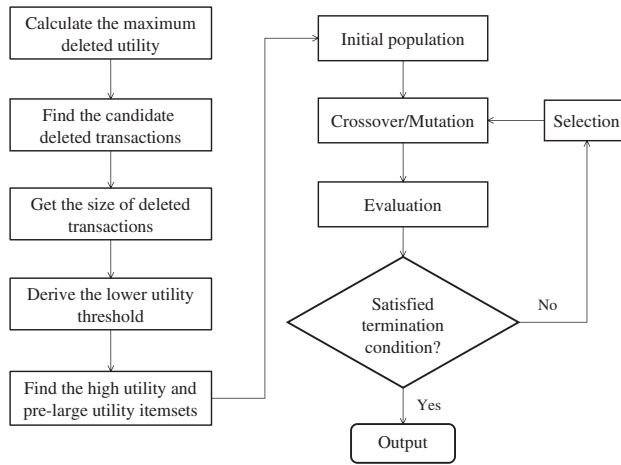 Calculate the maximum
deleted utility
Find the candidate
deleted transactions
Get the size of deleted
transactions
Derive the lower utility
threshold
Find the high utility and
pre-large utility itemsets
Initial population
Crossover/Mutation
Selection
Evaluation
Satisfied
termination
condition?
No
Yes
Output